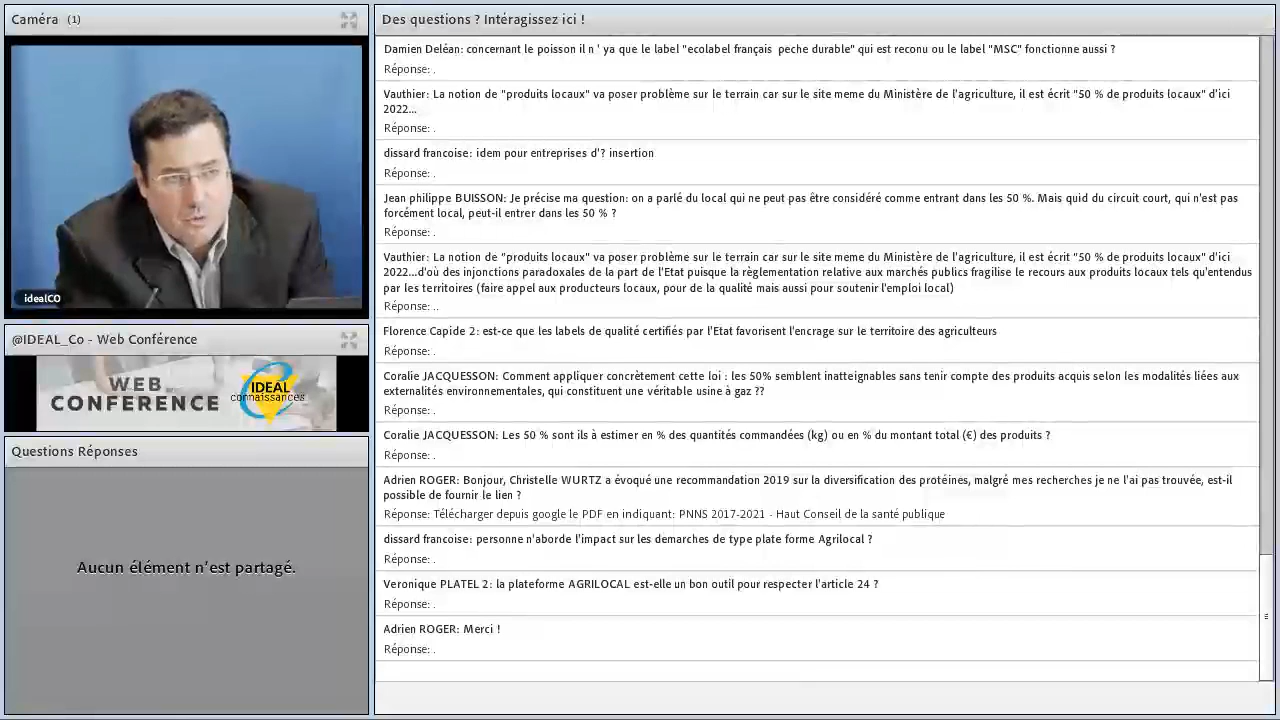 Caméra (1)
idealCO
@IDEAL_Co - Web Conférence
WEB
CONFERENCE
IDEAL
connaissances
Questions Réponses
Aucun élément n'est partagé.
Des questions ? Intéragissez ici !
Damien Deléan: concernant le poisson il n ' ya que le label "ecolabel français peche durable" qui est reconu ou le label "MSC" fonctionne aussi ?
Réponse: .
Vauthier: La notion de "produits locaux" va poser problème sur le terrain car sur le site meme du Ministère de l'agriculture, il est écrit "50 % de produits locaux" d'ici
2022...
Réponse: .
dissard francoise: idem pour entreprises d'? insertion
Réponse: .
Jean philippe BUISSON: Je précise ma question: on a parlé du local qui ne peut pas être considéré comme entrant dans les 50 %. Mais quid du circuit court, qui n'est pas
forcément local, peut-il entrer dans les 50 % ?
Réponse: .
Vauthier: La notion de "produits locaux" va poser problème sur le terrain car sur le site meme du Ministère de l'agriculture, il est écrit "50 % de produits locaux" d'ici
2022...d'où des injonctions paradoxales de la part de l'Etat puisque la règlementation relative aux marchés publics fragilise le recours aux produits locaux tels qu'entendus
par les territoires (faire appel aux producteurs locaux, pour de la qualité mais aussi pour soutenir l'emploi local)
Réponse: ..
Florence Capide 2: est-ce que les labels de qualité certifiés par l'Etat favorisent l'encrage sur le territoire des agriculteurs
Réponse: .
Coralie JACQUESSON: Comment appliquer concrètement cette loi : les 50% semblent inatteignables sans tenir compte des produits acquis selon les modalités liées aux
externalités environnementales, qui constituent une véritable usine à gaz ??
Réponse: .
Coralie JACQUESSON: Les 50 % sont ils à estimer en % des quantités commandées (kg) ou en % du montant total (€) des produits ?
Réponse: .
Adrien ROGER: Bonjour, Christelle WURTZ a évoqué une recommandation 2019 sur la diversification des protéines, malgré mes recherches je ne l'ai pas trouvée, est-il
possible de fournir le lien ?
Réponse: Télécharger depuis google le PDF en indiquant: PNNS 2017-2021 - Haut Conseil de la santé publique
dissard francoise: personne n'aborde l'impact sur les demarches de type plate forme Agrilocal ?
Réponse: .
Veronique PLATEL 2: la plateforme AGRILOCAL est-elle un bon outil pour respecter l'article 24 ?
Réponse: .
Adrien ROGER: Merci !
Réponse: .